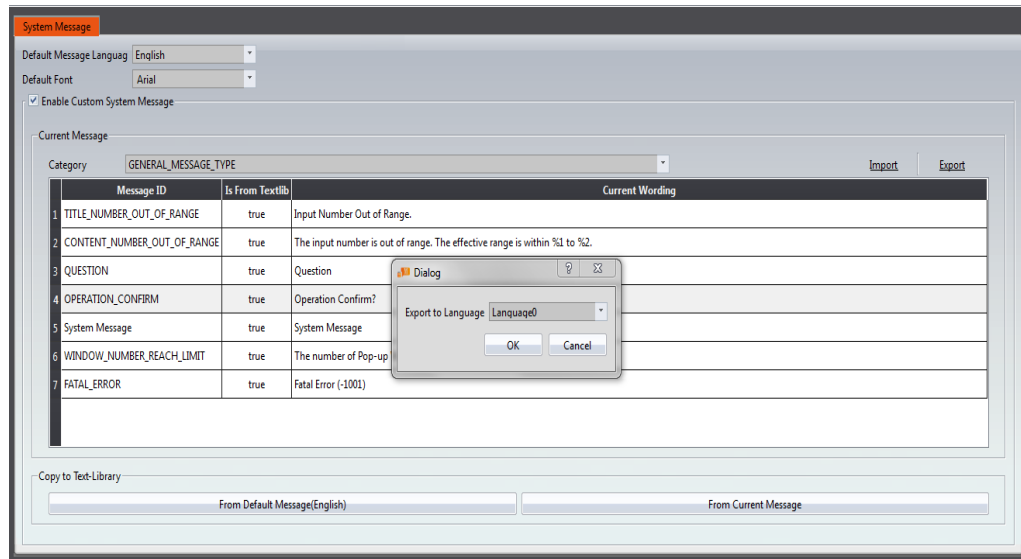 System Message
Default Message Languag English
Default Font Arial
Enable Custom System Message
Current Message
Category GENERAL_MESSAGE_TYPE Import Export
Message ID Is From Textlib Current Wording
1 TITLE_NUMBER_OUT_OF_RANGE true Input Number Out of Range.
2 CONTENT_NUMBER_OUT_OF_RANGE true The input number is out of range. The effective range is within %1 to %2.
3 QUESTION true Question
4 OPERATION_CONFIRM true Operation Confirm?
5 System Message true System Message
6 WINDOW_NUMBER_REACH_LIMIT true The number of Pop-up
7 FATAL_ERROR true Fatal Error (-1001)
Dialog
Export to Language Language0
OK Cancel
Copy to Text-Library
From Default Message(English) From Current Message